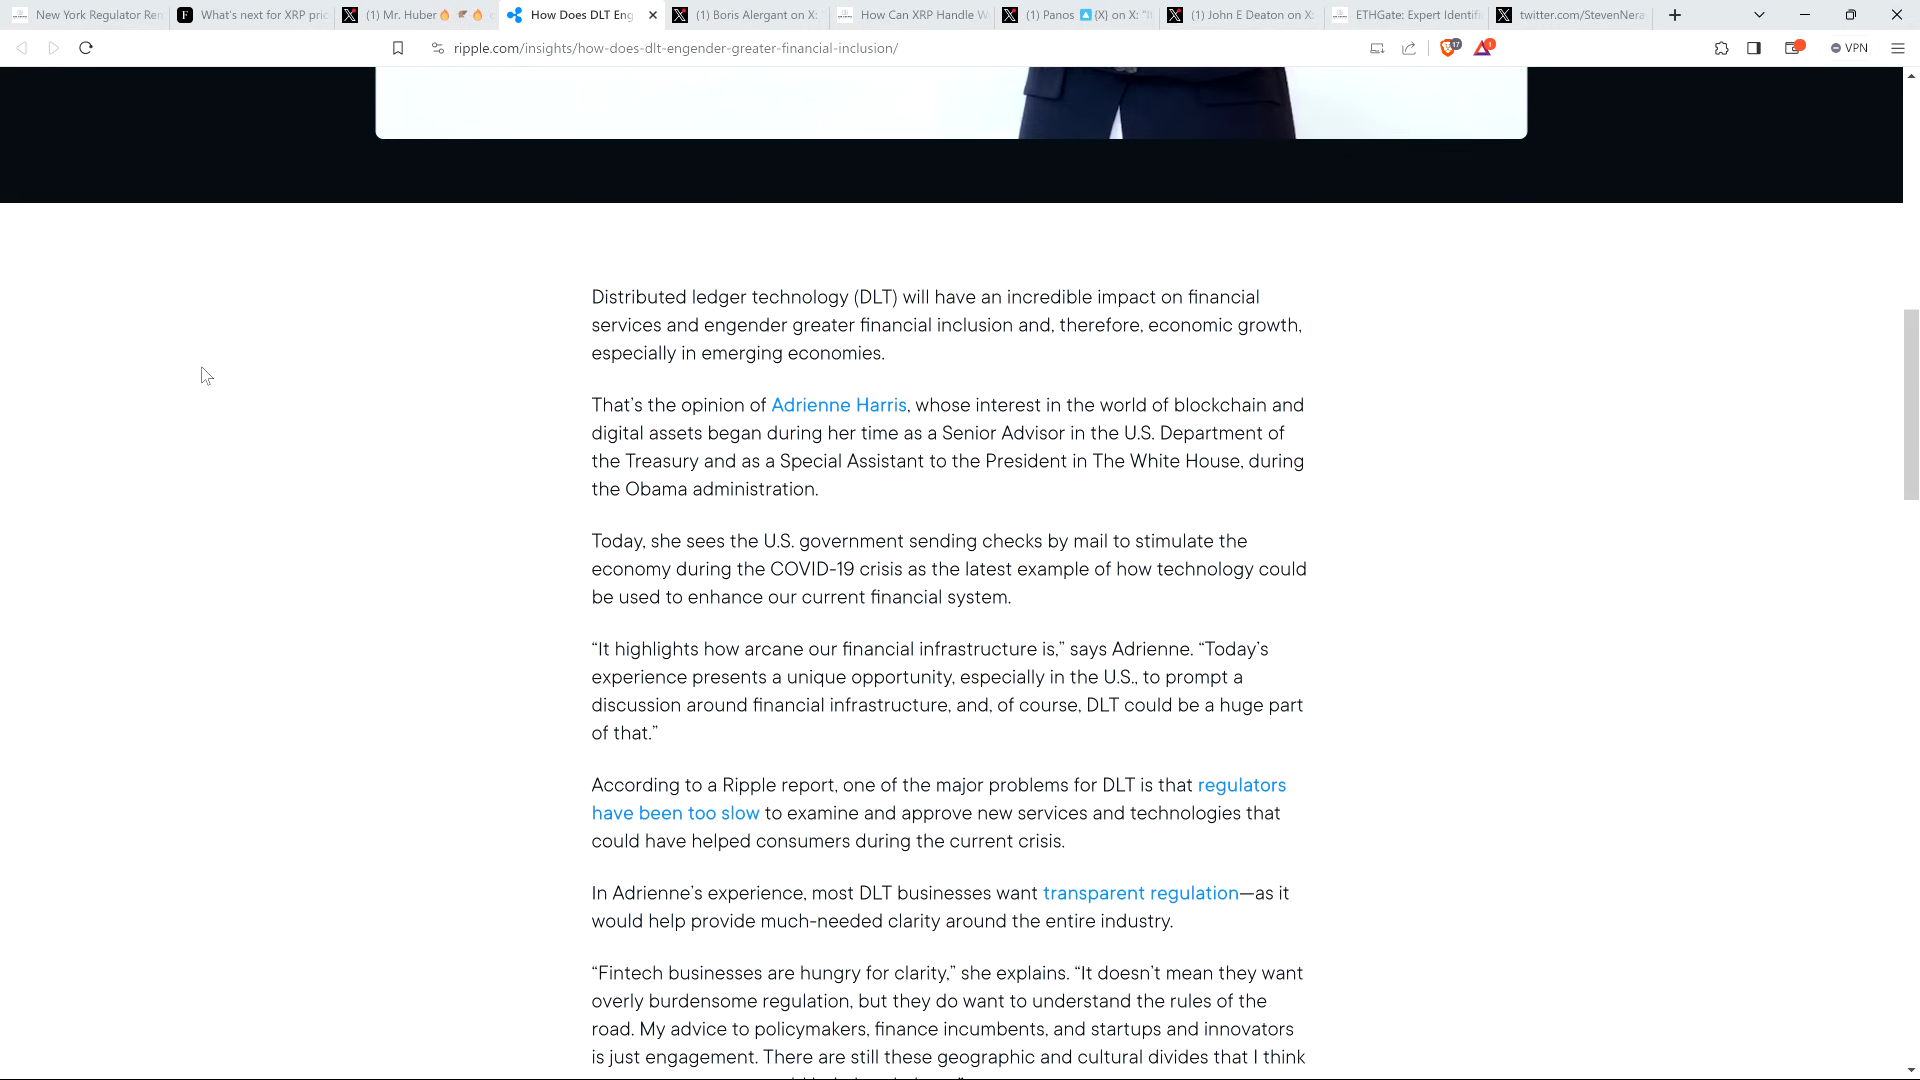 New York Regulator Ren
What's next for XRP pric
(1) Mr. Huber🔥
How Does DLT Eng
(1) Boris Alergant on X:
How Can XRP Handle W
(1) Panos 🔼{X} on X: "I
(1) John E Deaton on X:
ETHGate: Expert Identifi
twitter.com/StevenNera
ripple.com/insights/how-does-dlt-engender-greater-financial-inclusion/
17
1
VPN
Distributed ledger technology (DLT) will have an incredible impact on financial
services and engender greater financial inclusion and, therefore, economic growth,
especially in emerging economies.
That’s the opinion of Adrienne Harris, whose interest in the world of blockchain and
digital assets began during her time as a Senior Advisor in the U.S. Department of
the Treasury and as a Special Assistant to the President in The White House, during
the Obama administration.
Today, she sees the U.S. government sending checks by mail to stimulate the
economy during the COVID-19 crisis as the latest example of how technology could
be used to enhance our current financial system.
“It highlights how arcane our financial infrastructure is,” says Adrienne. “Today’s
experience presents a unique opportunity, especially in the U.S., to prompt a
discussion around financial infrastructure, and, of course, DLT could be a huge part
of that.”
According to a Ripple report, one of the major problems for DLT is that regulators
have been too slow to examine and approve new services and technologies that
could have helped consumers during the current crisis.
In Adrienne’s experience, most DLT businesses want transparent regulation—as it
would help provide much-needed clarity around the entire industry.
“Fintech businesses are hungry for clarity,” she explains. “It doesn’t mean they want
overly burdensome regulation, but they do want to understand the rules of the
road. My advice to policymakers, finance incumbents, and startups and innovators
is just engagement. There are still these geographic and cultural divides that I think